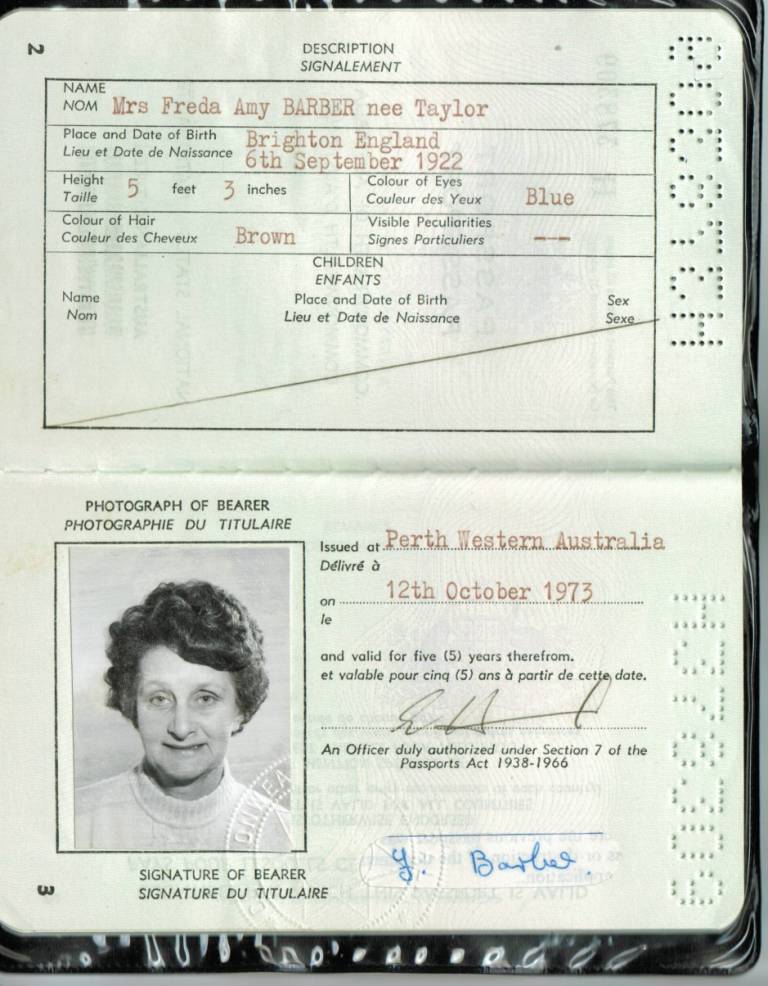 2
DESCRIPTION
SIGNALEMENT
NAME
NOM Mrs Freda Amy BARBER nee Taylor
Place and Date of Birth Brighton England
Lieu et Date de Naissance 6th September 1922
Height
Taille 5 feet 3 inches
Colour of Eyes
Couleur des Yeux Blue
Colour of Hair
Couleur des Cheveux Brown
Visible Peculiarities
Signes Particuliers ---
CHILDREN
ENFANTS
Name Place and Date of Birth Sex
Nom Lieu et Date de Naissance Sexe
PHOTOGRAPH OF BEARER
PHOTOGRAPHIE DU TITULAIRE
Issued at Perth Western Australia
Délivré à
on 12th October 1973
le
and valid for five (5) years therefrom.
et valable pour cinq (5) ans à partir de cette date.
An Officer duly authorized under Section 7 of the
Passports Act 1938-1966
Barber
SIGNATURE OF BEARER
SIGNATURE DU TITULAIRE
3